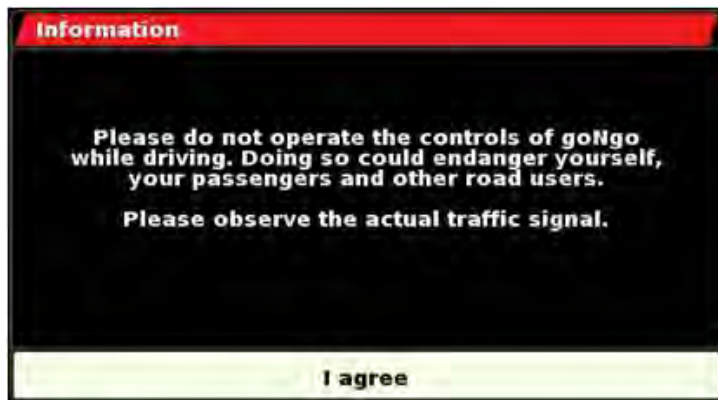 Information
Please do not operate the controls of goNgo
while driving. Doing so could endanger yourself,
your passengers and other road users.
Please observe the actual traffic signal.
I agree